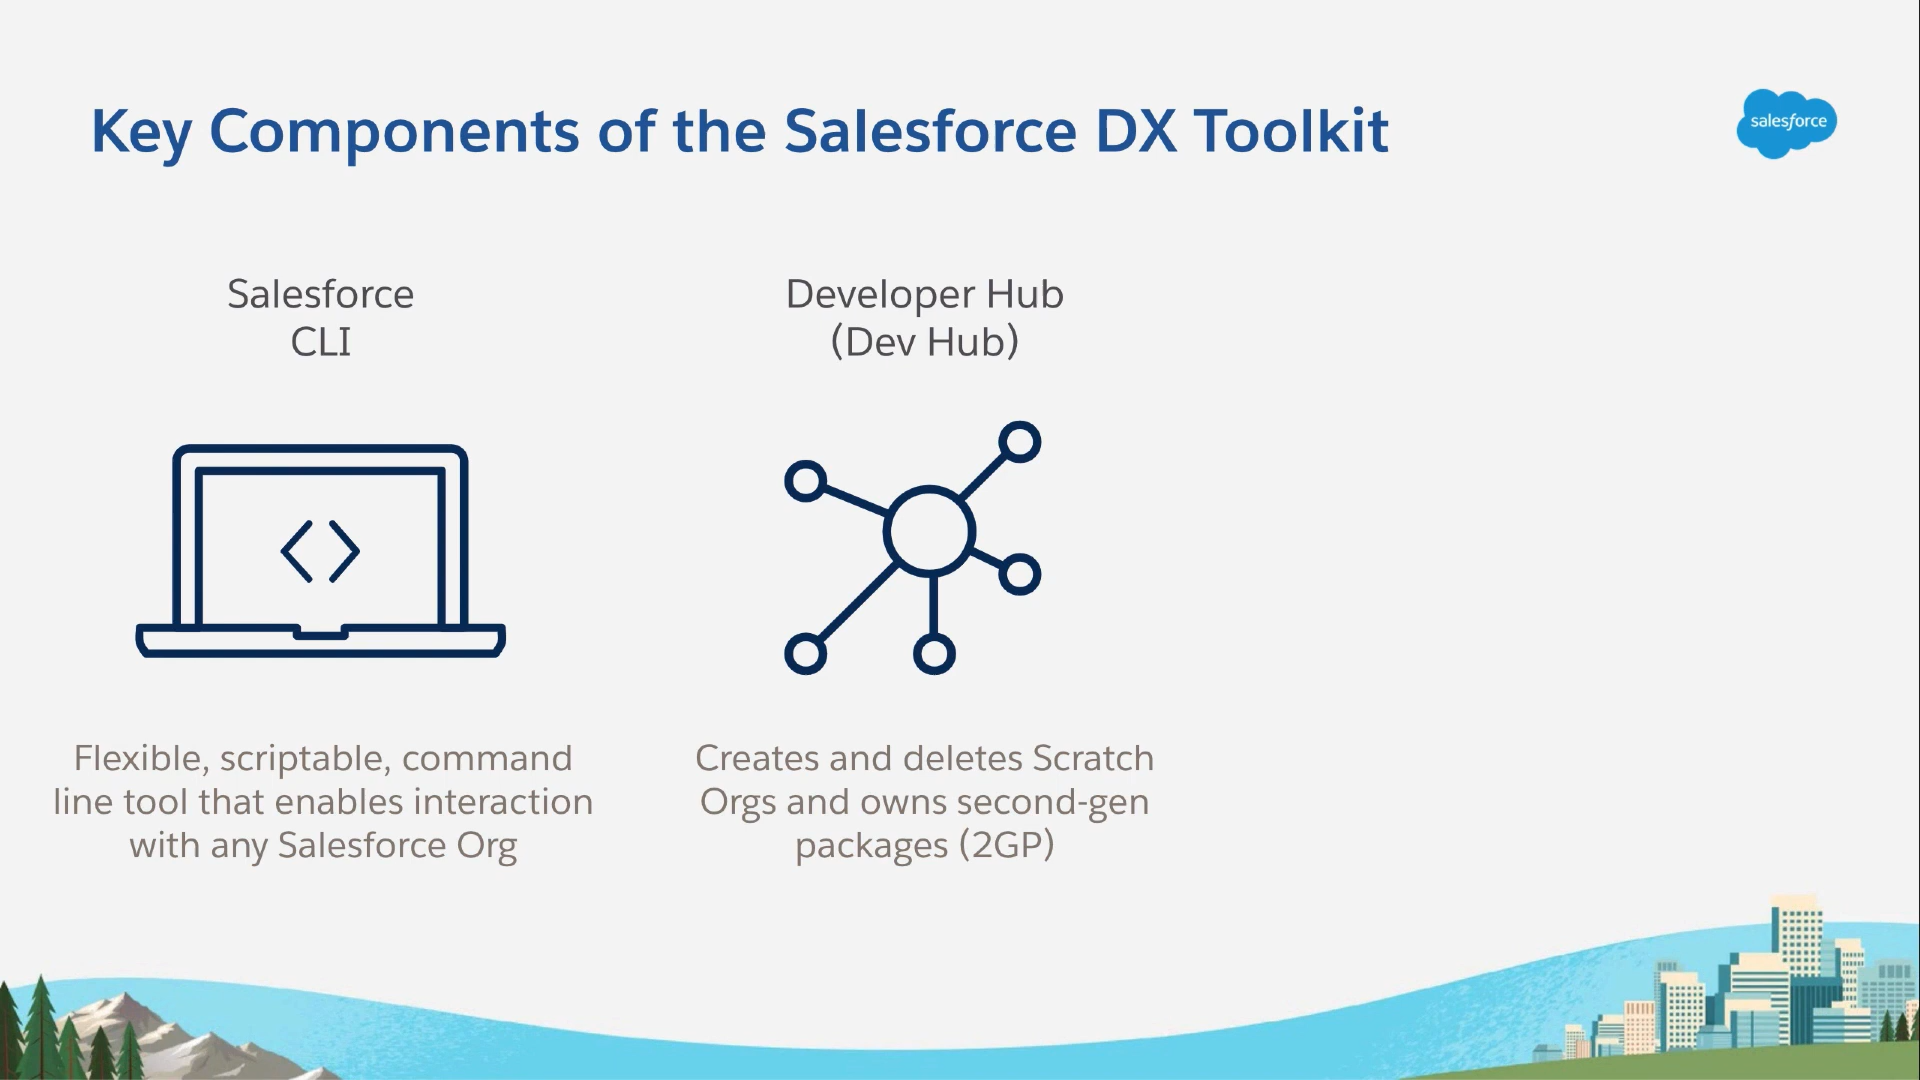 Key Components of the Salesforce DX Toolkit
salesforce
Salesforce
CLI
Developer Hub
(Dev Hub)
Flexible, scriptable, command
line tool that enables interaction
with any Salesforce Org
Creates and deletes Scratch
Orgs and owns second-gen
packages (2GP)